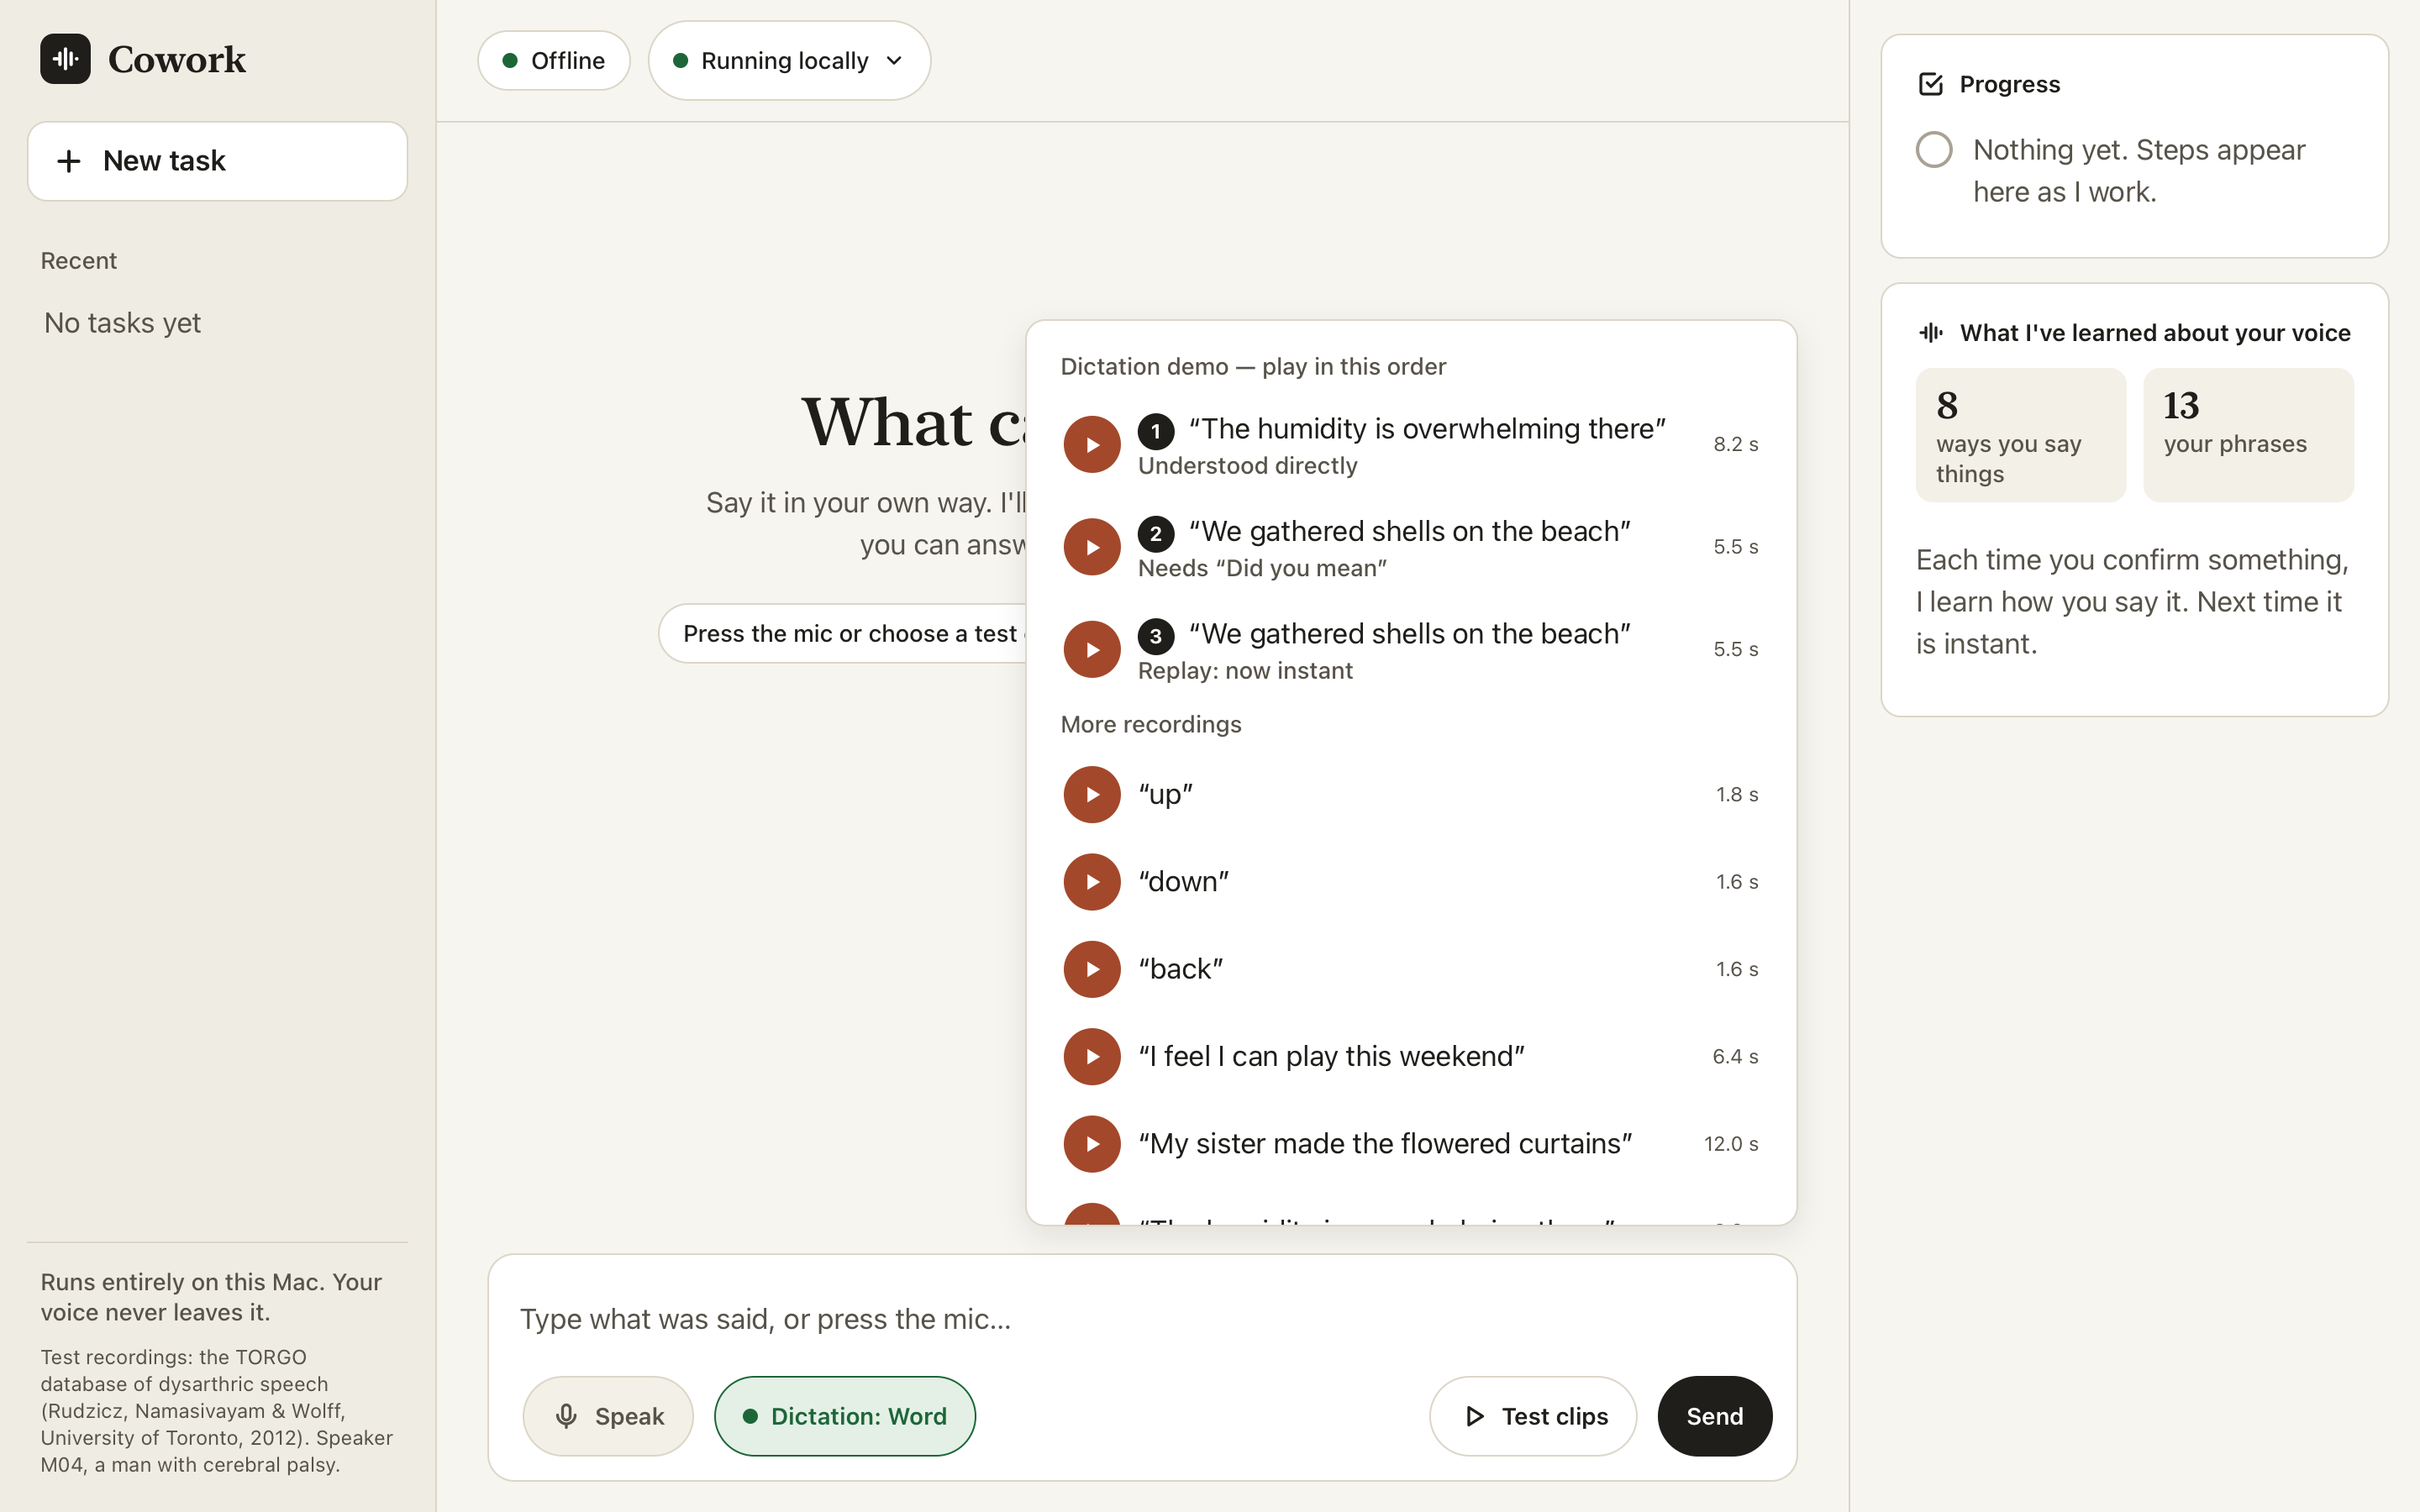 Cowork
New task
Recent
No tasks yet
Runs entirely on this Mac. Your
voice never leaves it.
Test recordings: the TORGO
database of dysarthric speech
(Rudzicz, Namasivayam & Wolff,
University of Toronto, 2012). Speaker
M04, a man with cerebral palsy.
Offline
Running locally
What
Say it in your own way. I'll
you can
Press the mic or choose a test
Dictation demo — play in this order
1 “The humidity is overwhelming there” 8.2 s
Understood directly
2 “We gathered shells on the beach” 5.5 s
Needs “Did you mean”
3 “We gathered shells on the beach” 5.5 s
Replay: now instant
More recordings
“up” 1.8 s
“down” 1.6 s
“back” 1.6 s
“I feel I can play this weekend” 6.4 s
“My sister made the flowered curtains” 12.0 s
Type what was said, or press the mic...
Speak
Dictation: Word
Test clips
Send
Progress
Nothing yet. Steps appear
here as I work.
What I've learned about your voice
8
ways you say
things
13
your phrases
Each time you confirm something,
I learn how you say it. Next time it
is instant.